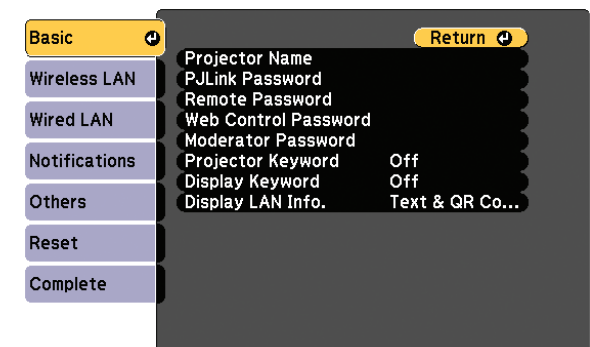 Basic
Return
Projector Name
Wireless LAN
PJLink Password
Remote Password
Wired LAN
Web Control Password
Moderator Password
Notifications
Projector Keyword Off
Display Keyword Off
Others
Display LAN Info. Text & QR Co...
Reset
Complete